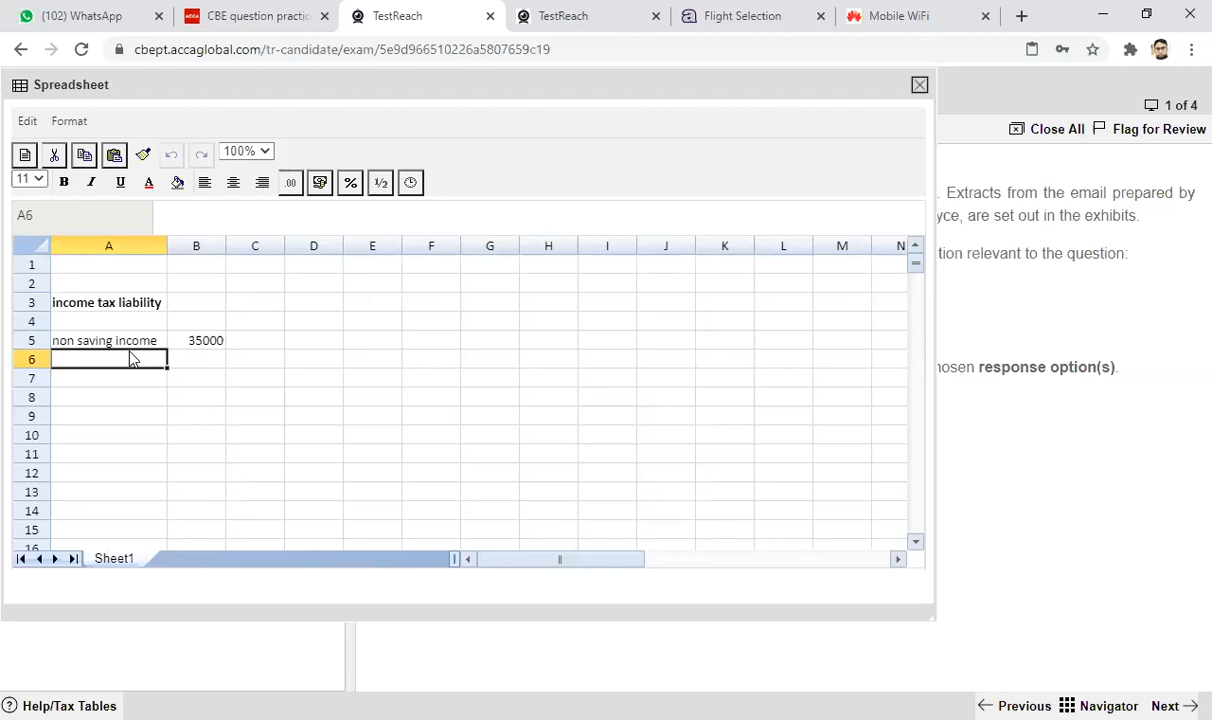 (102) WhatsApp
CBE question practic
TestReach
TestReach
Flight Selection
Mobile WiFi
cbept.accaglobal.com/tr-candidate/exam/5e9d966510226a5807659c19
Spreadsheet
1 of 4
Edit Format
Close All Flag for Review
100%
11 B I U A .00 % 1/2
. Extracts from the email prepared by
A6
yce, are set out in the exhibits.
A B C D E F G H I J K L M N
tion relevant to the question:
1
2
3 income tax liability
4
5 non saving income 35000
6
hosen response option(s).
7
8
9
10
11
12
13
14
15
16
Sheet1
Help/Tax Tables
Previous Navigator Next